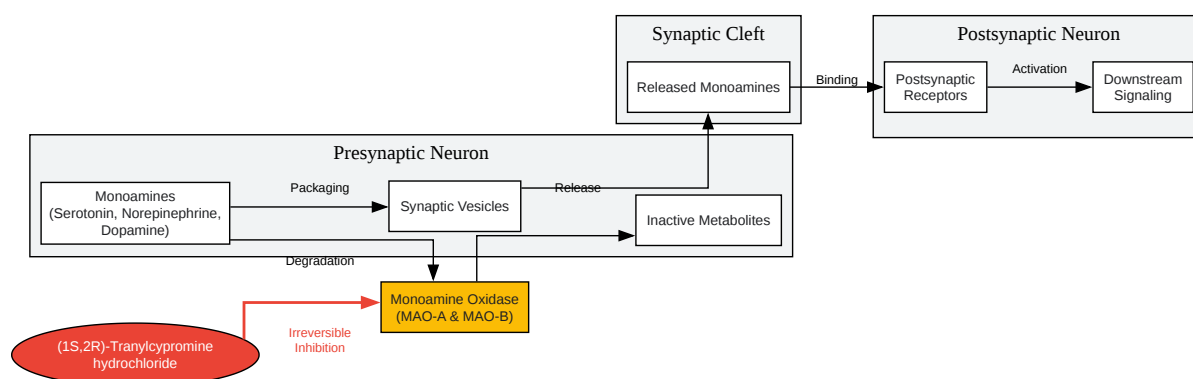 Synaptic Cleft
Released Monoamines
Binding
Postsynaptic Neuron
Postsynaptic
Receptors
Activation
Downstream
Signaling
Presynaptic Neuron
Monoamines
(Serotonin, Norepinephrine,
Dopamine)
Packaging
Synaptic Vesicles
Release
Inactive Metabolites
Degradation
Monoamine Oxidase
(MAO-A & MAO-B)
Irreversible
Inhibition
(1S,2R)-Tranylcypromine
hydrochloride